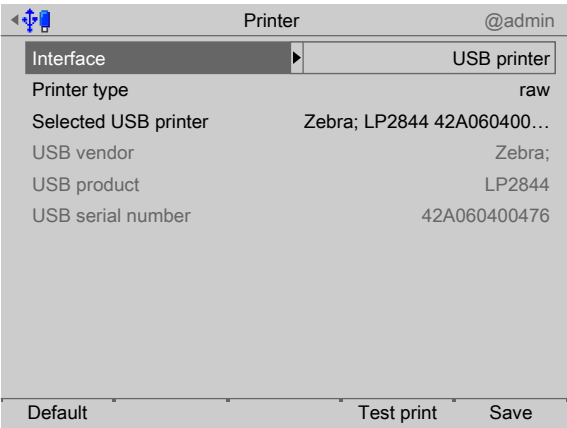 Printer @admin
Interface USB printer
Printer type raw
Selected USB printer Zebra; LP2844 42A060400…
USB vendor Zebra;
USB product LP2844
USB serial number 42A060400476
Default Test print Save